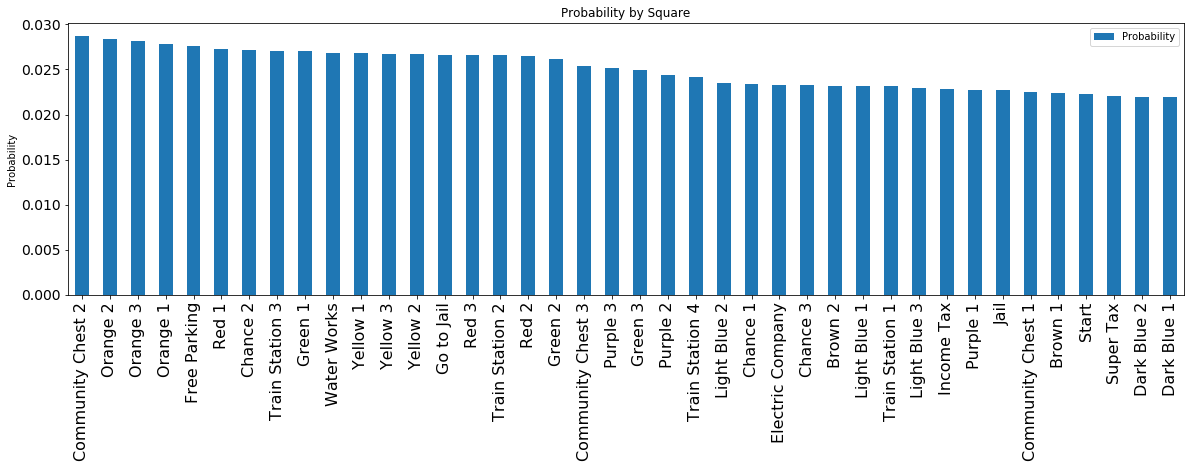 Probability by Square
Probability
0.030
0.025
0.020
0.015
0.010
0.005
0.000
Probability
Community Chest 2
Orange 2
Orange 3
Orange 1
Free Parking
Red 1
Chance 2
Train Station 3
Green 1
Water Works
Yellow 1
Yellow 3
Yellow 2
Go to Jail
Red 3
Train Station 2
Red 2
Green 2
Community Chest 3
Purple 3
Green 3
Purple 2
Train Station 4
Light Blue 2
Chance 1
Electric Company
Chance 3
Brown 2
Light Blue 1
Train Station 1
Light Blue 3
Income Tax
Purple 1
Jail
Community Chest 1
Brown 1
Start
Super Tax
Dark Blue 2
Dark Blue 1